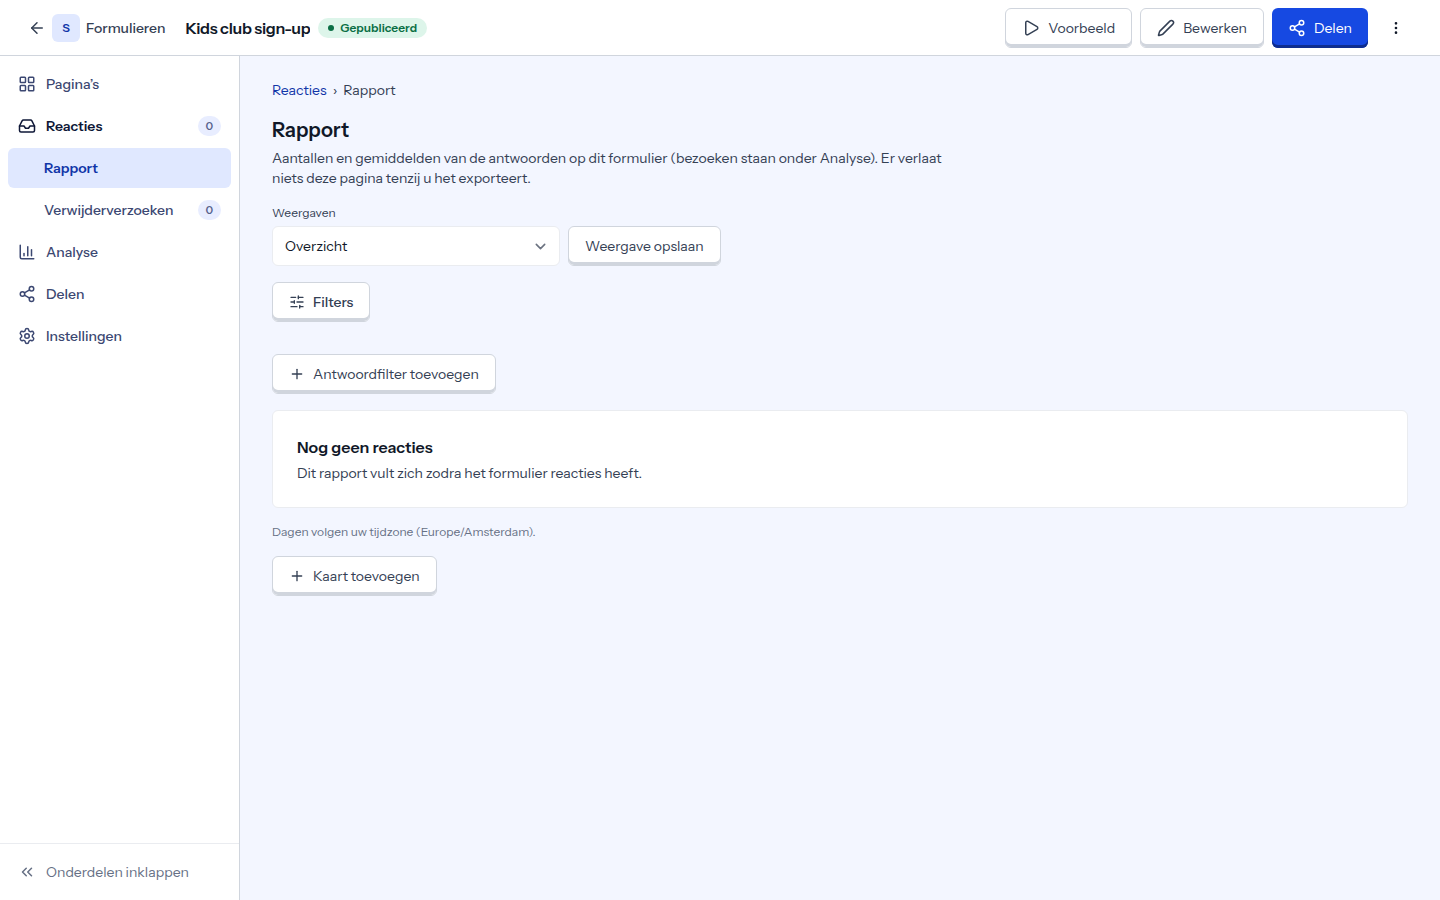 S Formulieren Kids club sign-up Gepubliceerd Voorbeeld Bewerken Delen
Pagina's
Reacties 0
Rapport
Verwijderverzoeken 0
Analyse
Delen
Instellingen
Onderdelen inklappen
Reacties › Rapport
Rapport
Aantallen en gemiddelden van de antwoorden op dit formulier (bezoeken staan onder Analyse). Er verlaat
niets deze pagina tenzij u het exporteert.
Weergaven
Overzicht Weergave opslaan
Filters
Antwoordfilter toevoegen
Nog geen reacties
Dit rapport vult zich zodra het formulier reacties heeft.
Dagen volgen uw tijdzone (Europe/Amsterdam).
Kaart toevoegen